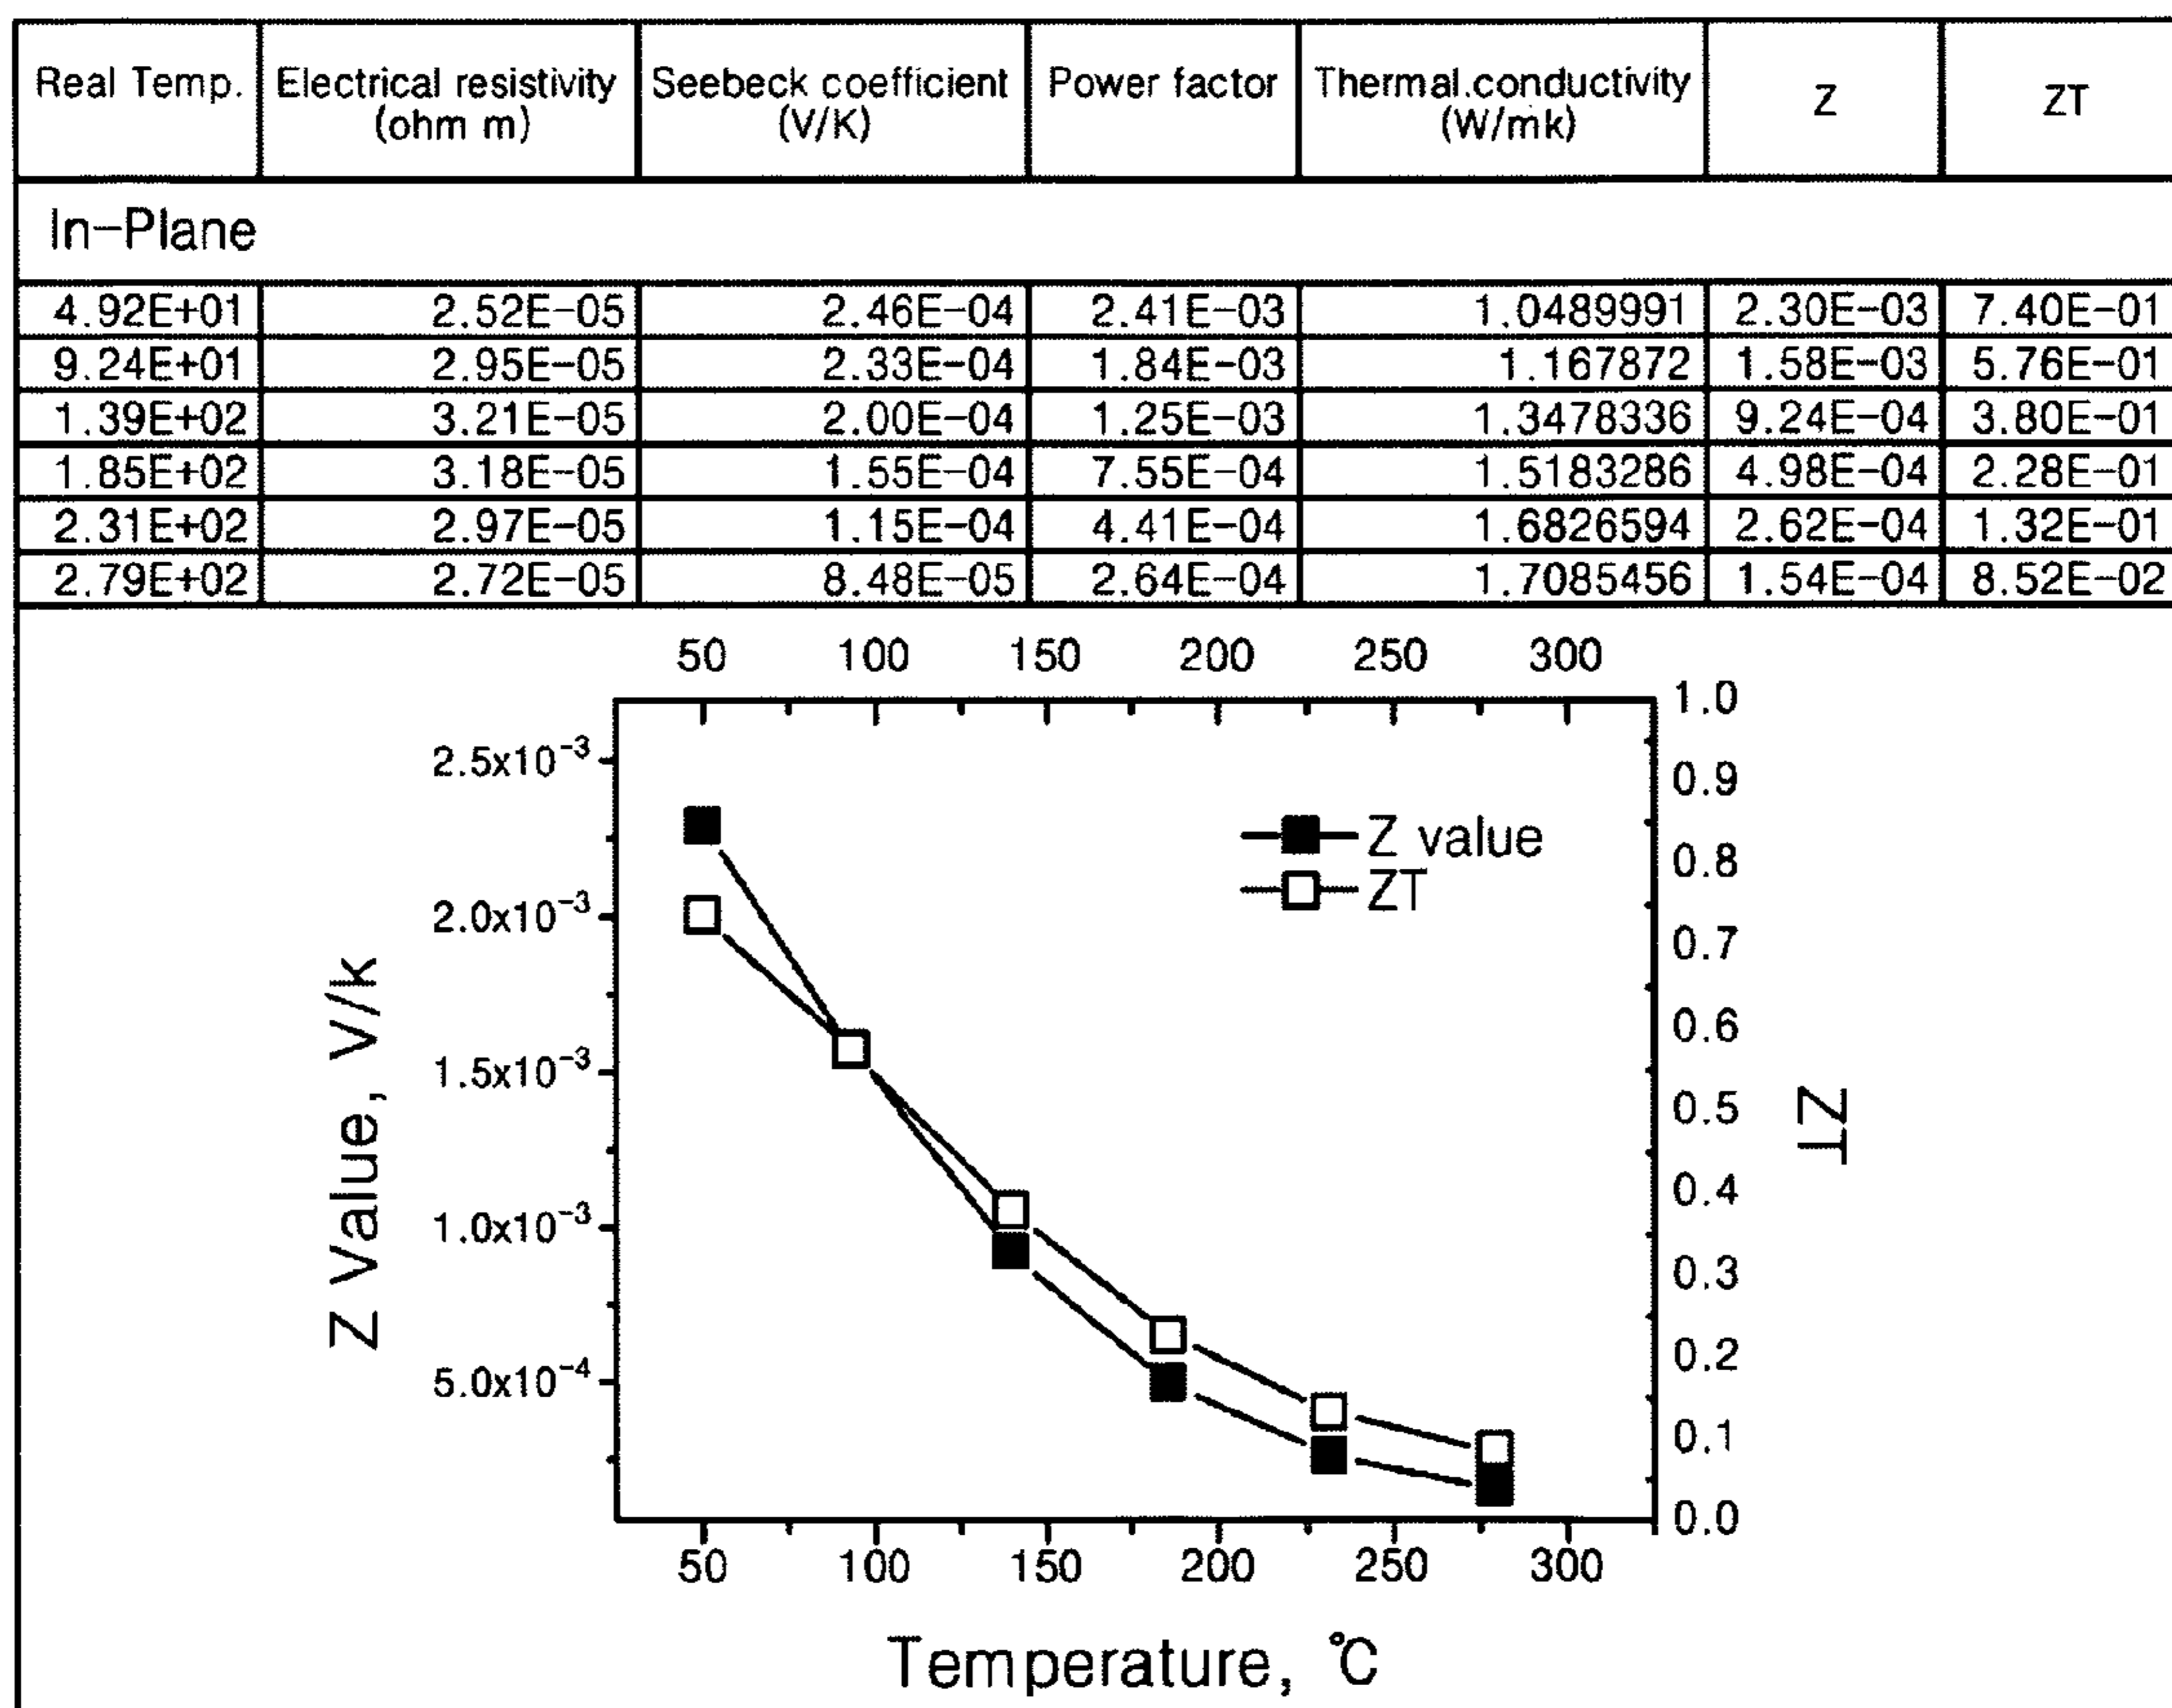 Real Temp. Electrical resistivity (ohm m) Seebeck coefficient (V/K) Power factor Thermal.conductivity (W/mk) Z ZT
In-Plane
4.92E+01 2.52E-05 2.46E-04 2.41E-03 1.0489991 2.30E-03 7.40E-01
9.24E+01 2.95E-05 2.33E-04 1.84E-03 1.167872 1.58E-03 5.76E-01
1.39E+02 3.21E-05 2.00E-04 1.25E-03 1.3478336 9.24E-04 3.80E-01
1.85E+02 3.18E-05 1.55E-04 7.55E-04 1.5183286 4.98E-04 2.28E-01
2.31E+02 2.97E-05 1.15E-04 4.41E-04 1.6826594 2.62E-04 1.32E-01
2.79E+02 2.72E-05 8.48E-05 2.64E-04 1.7085456 1.54E-04 8.52E-02
50 100 150 200 250 300
2.5x10⁻³
2.0x10⁻³
1.5x10⁻³
1.0x10⁻³
5.0x10⁻⁴
Z Value, V/k
Z value
ZT
1.0
0.9
0.8
0.7
0.6
0.5
0.4
0.3
0.2
0.1
0.0
ZT
50 100 150 200 250 300
Temperature, ℃